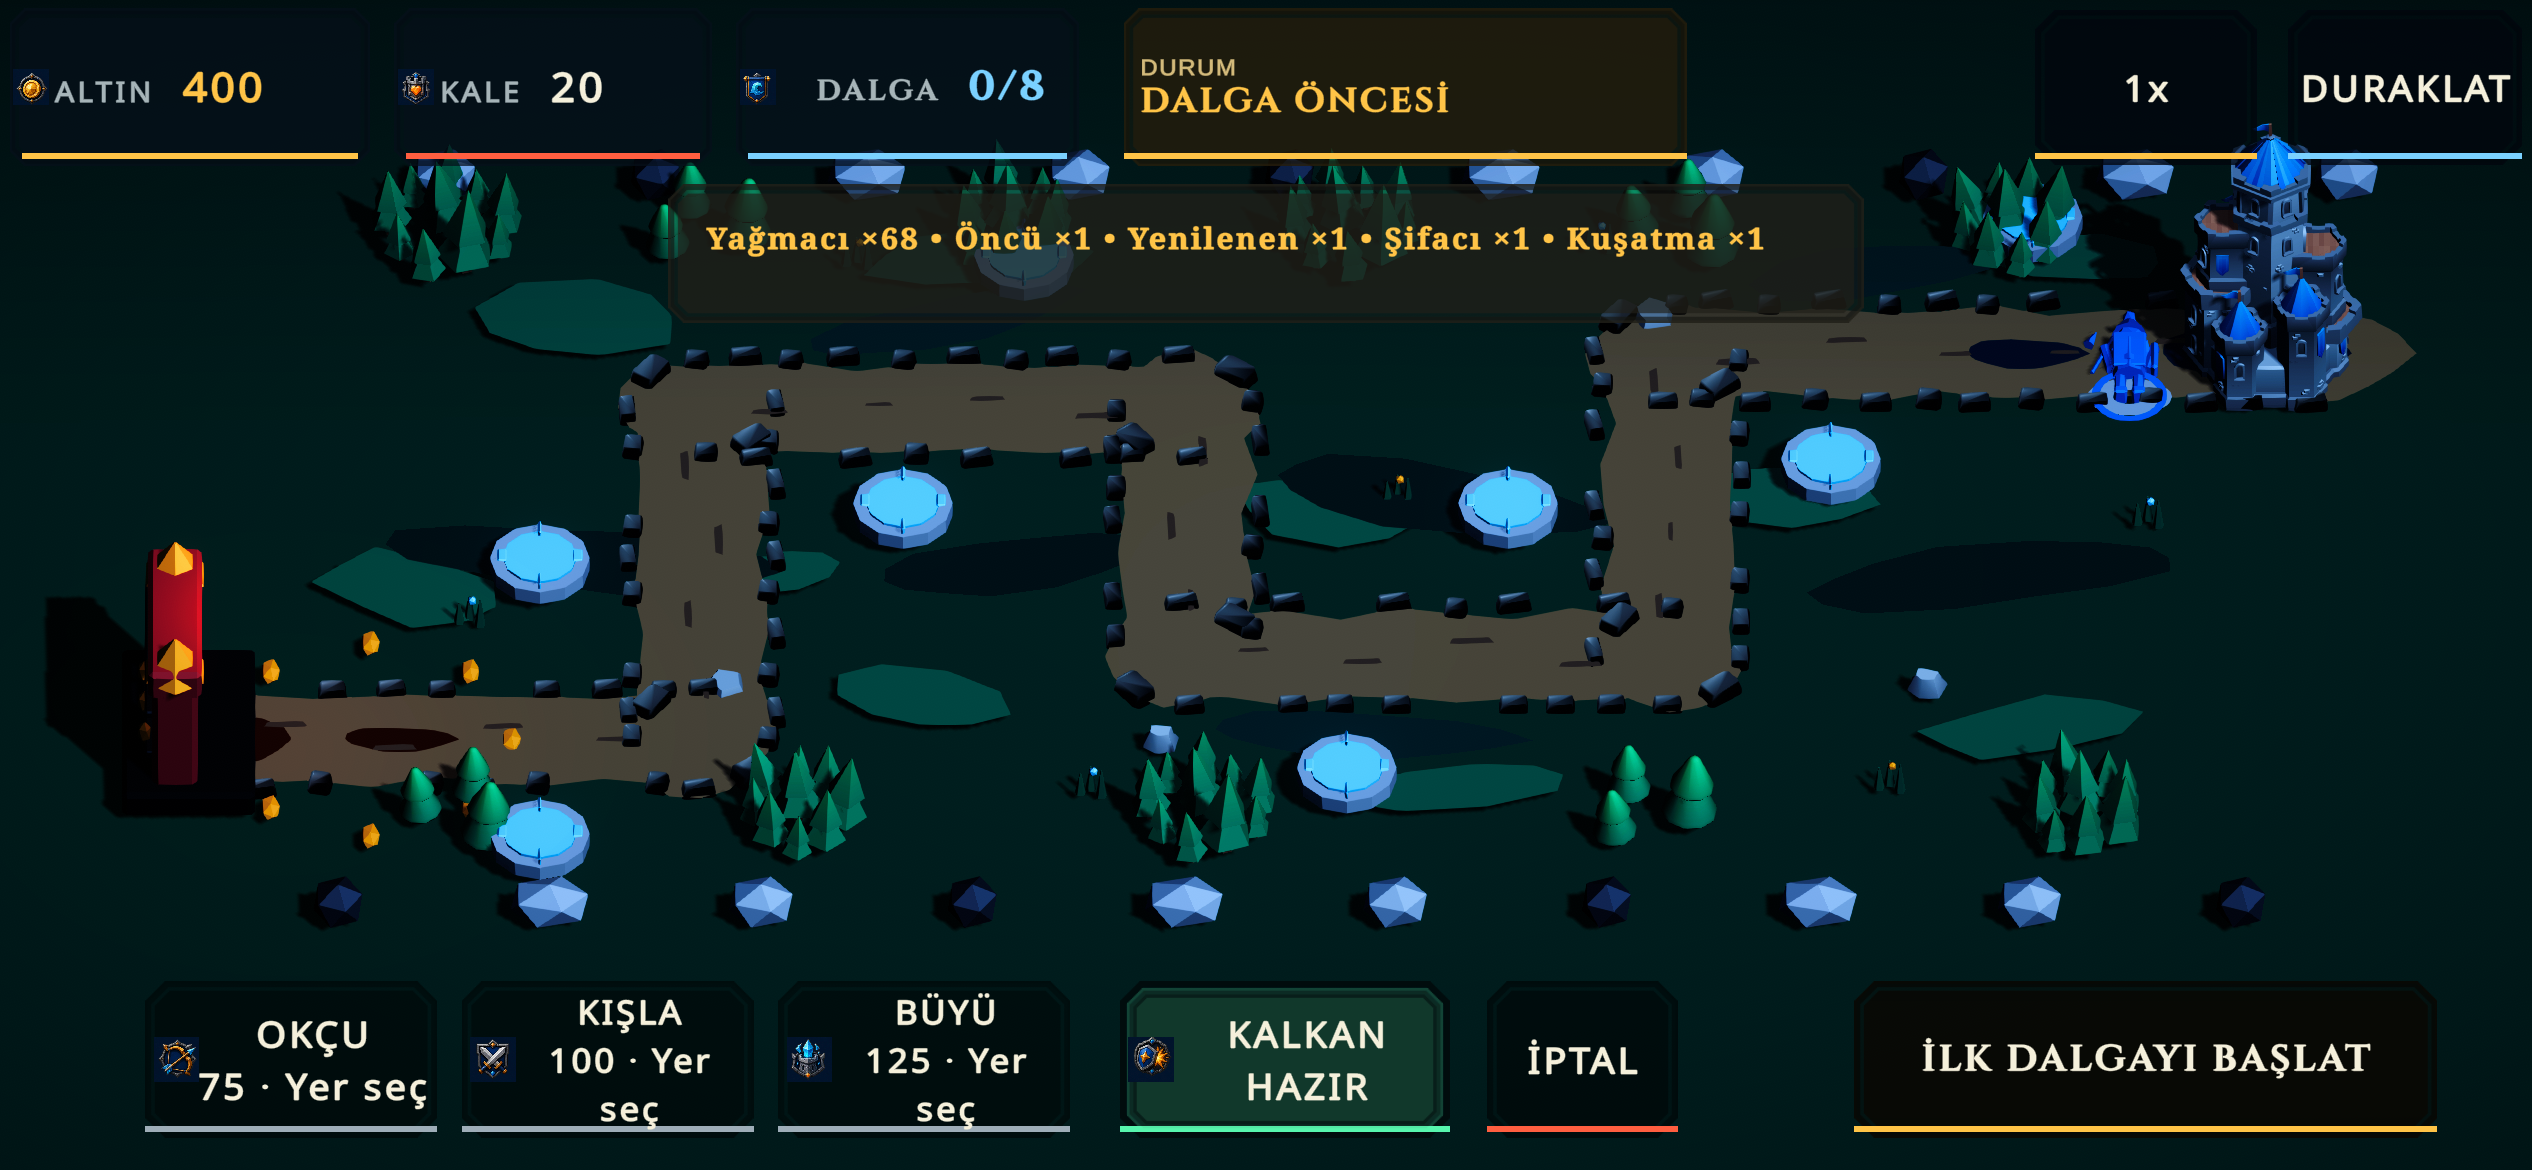 ALTIN 400
KALE 20
DALGA 0/8
DURUM
DALGA ÖNCESİ
1x
DURAKLAT
Yağmacı ×68 • Öncü ×1 • Yenilenen ×1 • Şifacı ×1 • Kuşatma ×1
OKÇU
75 · Yer seç
KIŞLA
100 · Yer
seç
BÜYÜ
125 · Yer
seç
KALKAN
HAZIR
İPTAL
İLK DALGAYI BAŞLAT